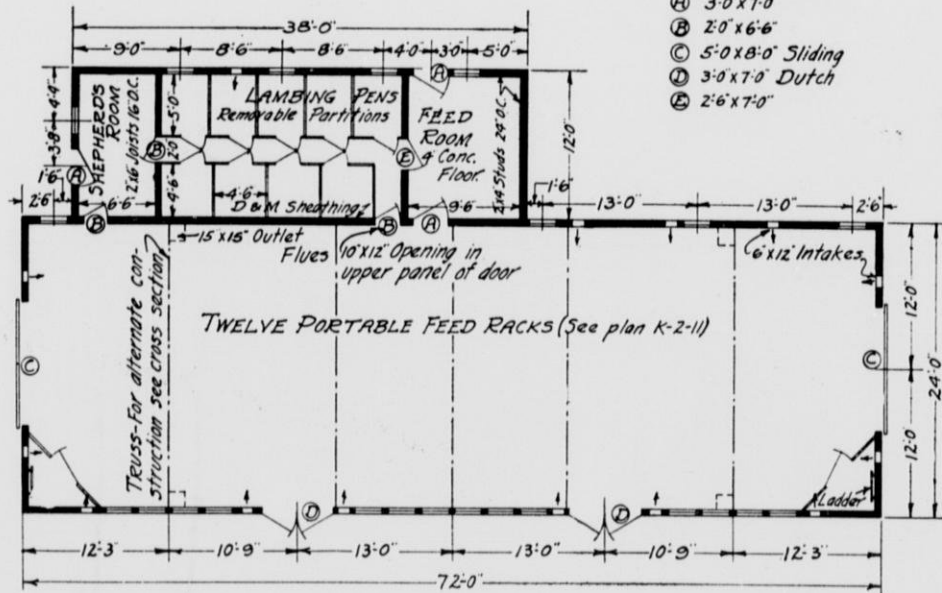 38'-0"
9'-0" 8'-6" 8'-6" 4'-0" 3'-0" 5'-0"
Ⓐ 3'-0 x 7'-0"
Ⓑ 2'-0" x 6'-6"
Ⓒ 5'-0 x 8'-0" Sliding
Ⓓ 3'-0 x 7'-0" Dutch
Ⓔ 2'-6" x 7'-0"
4'-4"
3'-8"
1'-6"
2'-6"
Ⓐ
SHEPHERD'S
ROOM
2x6 Joists 16" O.C.
6'-6"
Ⓑ
Ⓑ
5'-0"
2'-0"
4'-6"
LAMBING PENS
Removable Partitions
4'-6"
D & M Sheathing
Ⓐ
FEED
ROOM
4" Conc.
Floor.
Ⓔ
9'-6"
2x4 Studs 24" O.C.
Ⓑ
Ⓐ
12'-0"
1'-6"
13'-0" 13'-0" 2'-6"
15"x15" Outlet
Flues
10"x12" Opening in
upper panel of door
6"x12" Intakes
TWELVE PORTABLE FEED RACKS (See plan K-2-11)
Truss-For alternate con-
struction see cross section
Ⓒ
Ⓒ
12'-0"
24'-0"
12'-0"
Ladder
Ⓓ
Ⓓ
12'-3" 10'-9" 13'-0" 13'-0" 10'-9" 12'-3"
72'-0"